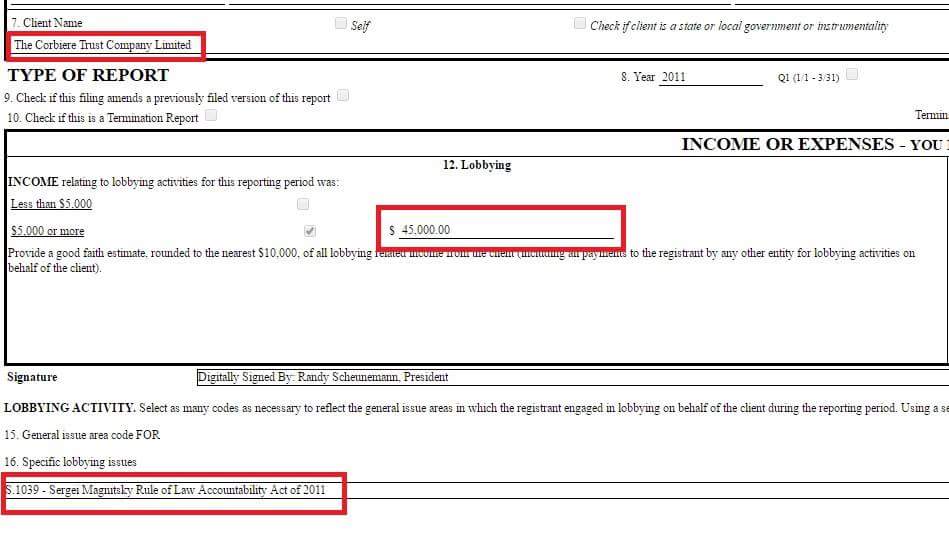 7. Client Name
Self
Check if client is a state or local government or instrumentality
The Corbiere Trust Company Limited
TYPE OF REPORT
8. Year 2011
Q1 (1/1 - 3/31)
9. Check if this filing amends a previously filed version of this report
10. Check if this is a Termination Report
Termin
INCOME OR EXPENSES - YOU
12. Lobbying
INCOME relating to lobbying activities for this reporting period was:
Less than $5,000
$5,000 or more
$ 45,000.00
Provide a good faith estimate, rounded to the nearest $10,000, of all lobbying related income from the client (including all payments to the registrant by any other entity for lobbying activities on
behalf of the client).
Signature
Digitally Signed By: Randy Scheunemann, President
LOBBYING ACTIVITY. Select as many codes as necessary to reflect the general issue areas in which the registrant engaged in lobbying on behalf of the client during the reporting period. Using a se
15. General issue area code FOR
16. Specific lobbying issues
S.1039 - Sergei Magnitsky Rule of Law Accountability Act of 2011